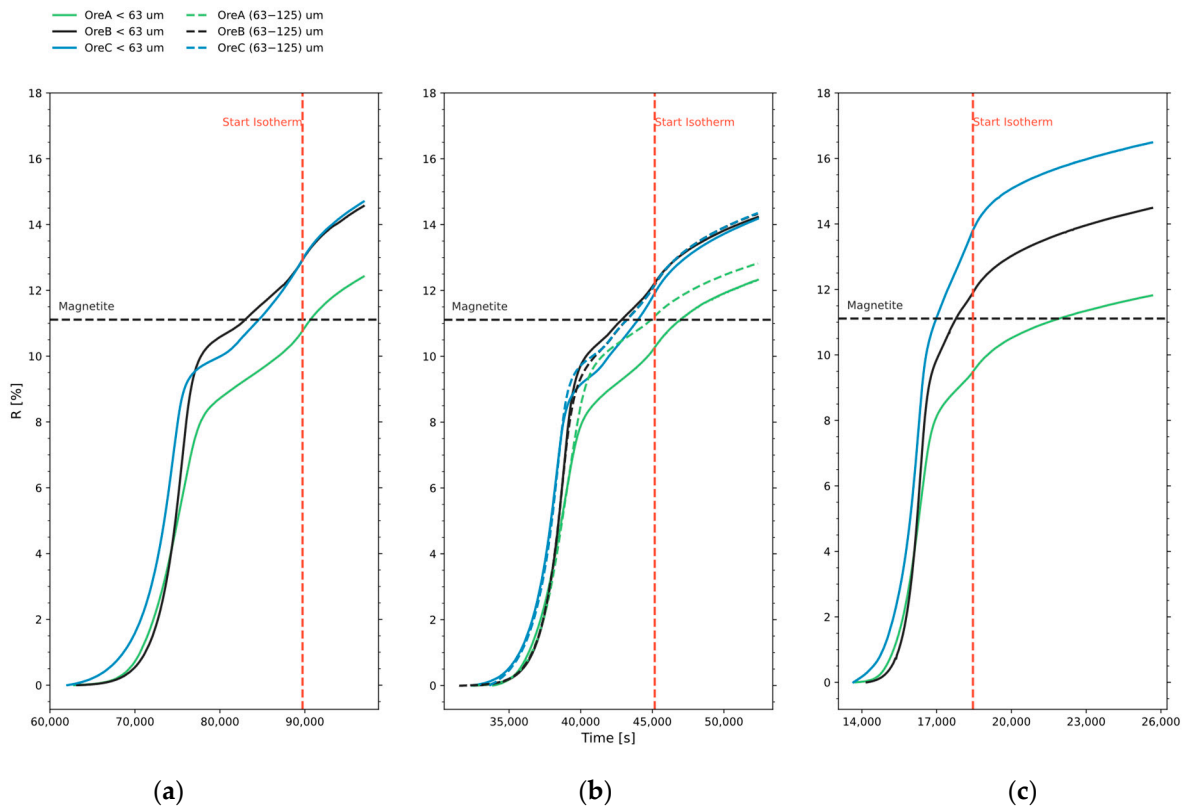 OreA < 63 um OreA (63−125) um
OreB < 63 um OreB (63−125) um
OreC < 63 um OreC (63−125) um
R [%]
18
16
14
12
10
8
6
4
2
0
Start Isotherm
Magnetite
60,000 70,000 80,000 90,000
18
16
14
12
10
8
6
4
2
0
Start Isotherm
Magnetite
35,000 40,000 45,000 50,000
Time [s]
18
16
14
12
10
8
6
4
2
0
Start Isotherm
Magnetite
14,000 17,000 20,000 23,000 26,000
(a) (b) (c)